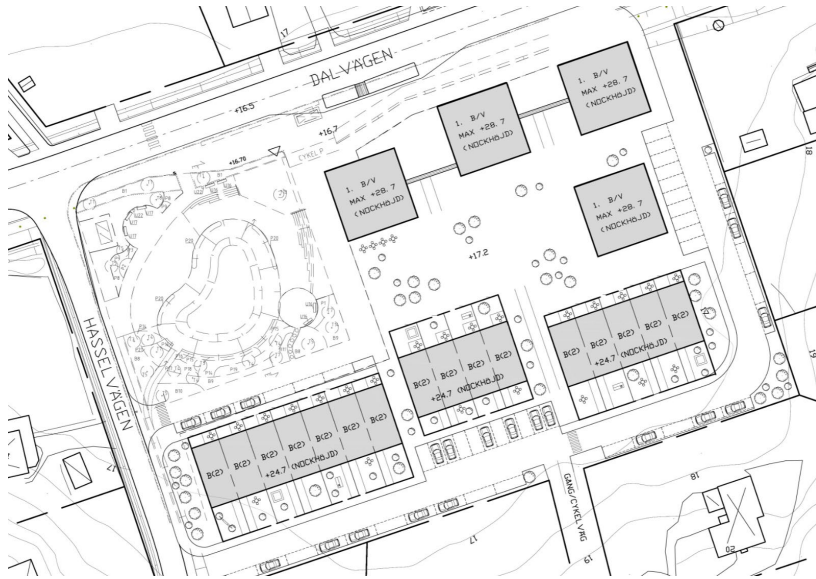 17
DALVÄGEN
+16.5
+16.7
CYKEL P
+16.70
1. B/V
MAX +28.7
(NOCKHÖJD)
1. B/V
MAX +28.7
(NOCKHÖJD)
1. B/V
MAX +28.7
(NOCKHÖJD)
1. B/V
MAX +28.7
(NOCKHÖJD)
18
+17.2
HASSELVÄGEN
B(2) B(2) B(2) B(2) B(2)
+24.7 (NOCKHÖJD)
B(2) B(2) B(2) B(2)
+24.7 (NOCKHÖJD)
B(2) B(2) B(2) B(2) B(2) B(2)
+24.7 (NOCKHÖJD)
19
17
GÅNG/CYKELVÄG
18
17
19
20